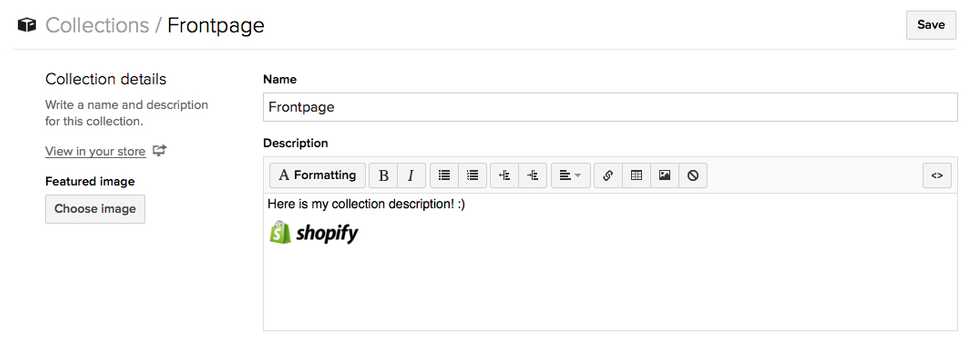 Collections / Frontpage
Save
Collection details
Write a name and description
for this collection.
View in your store
Featured image
Choose image
Name
Frontpage
Description
A Formatting
B
I
<>
Here is my collection description! :)
shopify